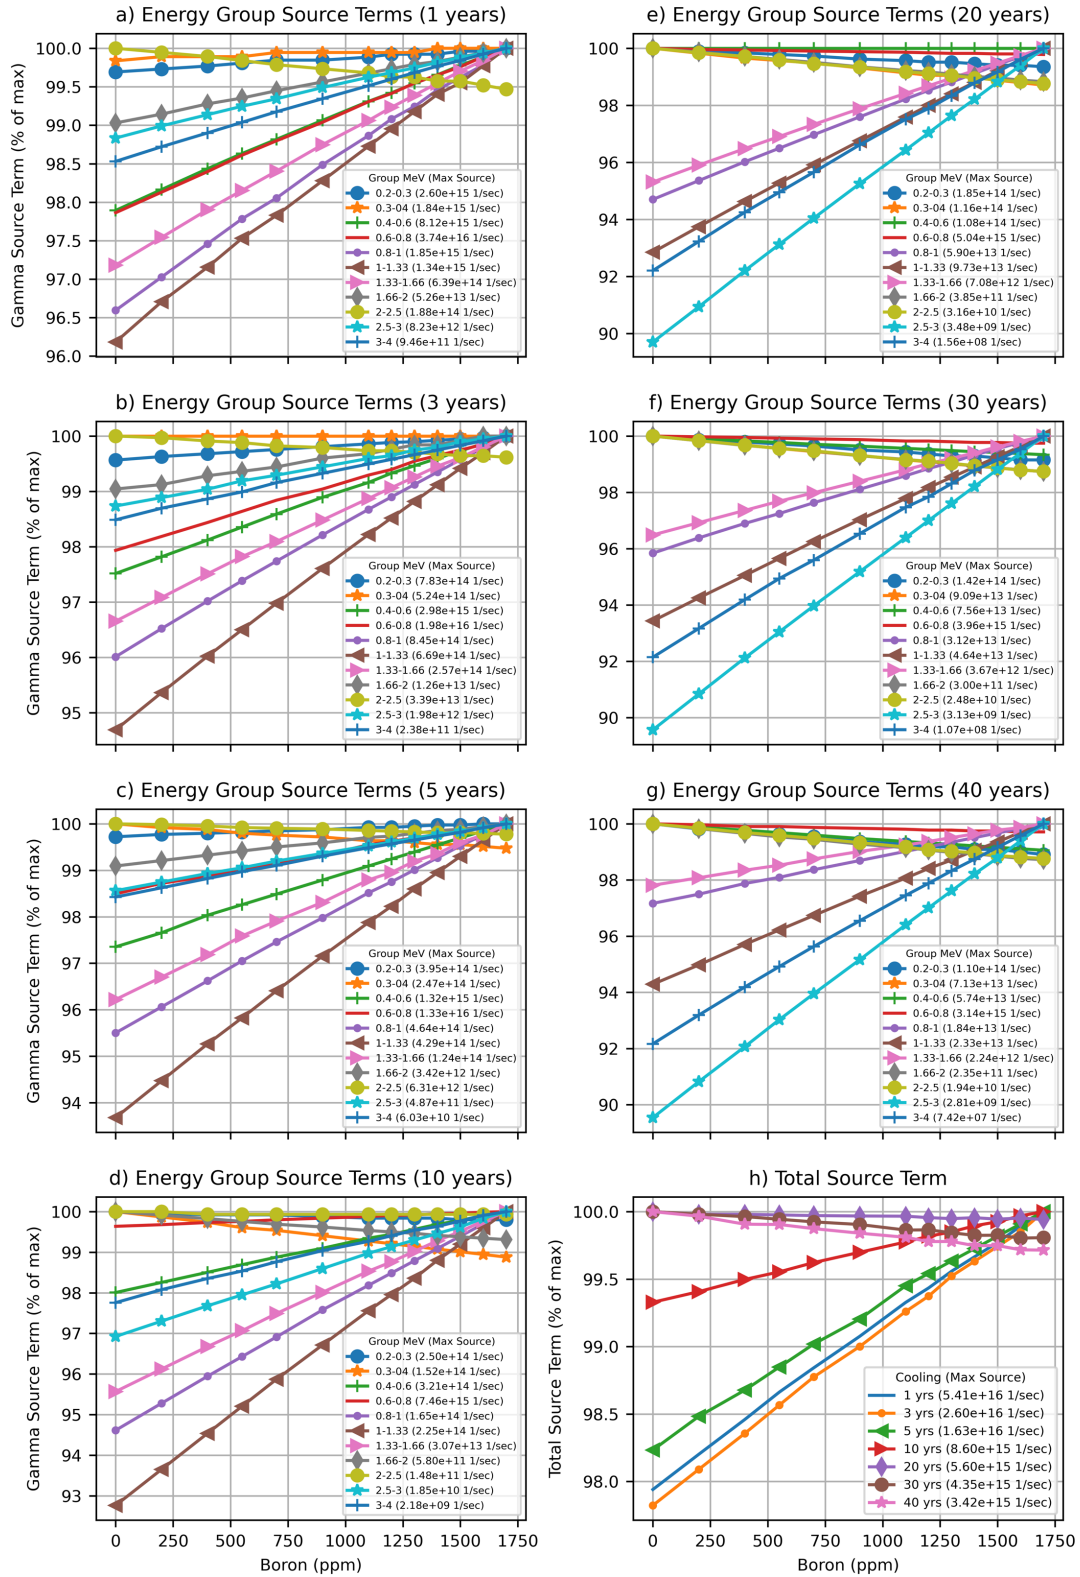 a) Energy Group Source Terms (1 years)
Gamma Source Term (% of max)
100.0
99.5
99.0
98.5
98.0
97.5
97.0
96.5
96.0
Group MeV (Max Source)
0.2-0.3 (2.60e+15 1/sec)
0.3-04 (1.84e+15 1/sec)
0.4-0.6 (8.12e+15 1/sec)
0.6-0.8 (3.74e+16 1/sec)
0.8-1 (1.85e+15 1/sec)
1-1.33 (1.34e+15 1/sec)
1.33-1.66 (6.39e+14 1/sec)
1.66-2 (5.26e+13 1/sec)
2-2.5 (1.88e+14 1/sec)
2.5-3 (8.23e+12 1/sec)
3-4 (9.46e+11 1/sec)
b) Energy Group Source Terms (3 years)
Gamma Source Term (% of max)
100
99
98
97
96
95
Group MeV (Max Source)
0.2-0.3 (7.83e+14 1/sec)
0.3-04 (5.24e+14 1/sec)
0.4-0.6 (2.98e+15 1/sec)
0.6-0.8 (1.98e+16 1/sec)
0.8-1 (8.45e+14 1/sec)
1-1.33 (6.69e+14 1/sec)
1.33-1.66 (2.57e+14 1/sec)
1.66-2 (1.26e+13 1/sec)
2-2.5 (3.39e+13 1/sec)
2.5-3 (1.98e+12 1/sec)
3-4 (2.38e+11 1/sec)
c) Energy Group Source Terms (5 years)
Gamma Source Term (% of max)
100
99
98
97
96
95
94
Group MeV (Max Source)
0.2-0.3 (3.95e+14 1/sec)
0.3-04 (2.47e+14 1/sec)
0.4-0.6 (1.32e+15 1/sec)
0.6-0.8 (1.33e+16 1/sec)
0.8-1 (4.64e+14 1/sec)
1-1.33 (4.29e+14 1/sec)
1.33-1.66 (1.24e+14 1/sec)
1.66-2 (3.42e+12 1/sec)
2-2.5 (6.31e+12 1/sec)
2.5-3 (4.87e+11 1/sec)
3-4 (6.03e+10 1/sec)
d) Energy Group Source Terms (10 years)
Gamma Source Term (% of max)
100
99
98
97
96
95
94
93
Group MeV (Max Source)
0.2-0.3 (2.50e+14 1/sec)
0.3-04 (1.52e+14 1/sec)
0.4-0.6 (3.21e+14 1/sec)
0.6-0.8 (7.46e+15 1/sec)
0.8-1 (1.65e+14 1/sec)
1-1.33 (2.25e+14 1/sec)
1.33-1.66 (3.07e+13 1/sec)
1.66-2 (5.80e+11 1/sec)
2-2.5 (1.48e+11 1/sec)
2.5-3 (1.85e+10 1/sec)
3-4 (2.18e+09 1/sec)
0 250 500 750 1000 1250 1500 1750
Boron (ppm)
e) Energy Group Source Terms (20 years)
100
98
96
94
92
90
Group MeV (Max Source)
0.2-0.3 (1.85e+14 1/sec)
0.3-04 (1.16e+14 1/sec)
0.4-0.6 (1.08e+14 1/sec)
0.6-0.8 (5.04e+15 1/sec)
0.8-1 (5.90e+13 1/sec)
1-1.33 (9.73e+13 1/sec)
1.33-1.66 (7.08e+12 1/sec)
1.66-2 (3.85e+11 1/sec)
2-2.5 (3.16e+10 1/sec)
2.5-3 (3.48e+09 1/sec)
3-4 (1.56e+08 1/sec)
f) Energy Group Source Terms (30 years)
100
98
96
94
92
90
Group MeV (Max Source)
0.2-0.3 (1.42e+14 1/sec)
0.3-04 (9.09e+13 1/sec)
0.4-0.6 (7.56e+13 1/sec)
0.6-0.8 (3.96e+15 1/sec)
0.8-1 (3.12e+13 1/sec)
1-1.33 (4.64e+13 1/sec)
1.33-1.66 (3.67e+12 1/sec)
1.66-2 (3.00e+11 1/sec)
2-2.5 (2.48e+10 1/sec)
2.5-3 (3.13e+09 1/sec)
3-4 (1.07e+08 1/sec)
g) Energy Group Source Terms (40 years)
100
98
96
94
92
90
Group MeV (Max Source)
0.2-0.3 (1.10e+14 1/sec)
0.3-04 (7.13e+13 1/sec)
0.4-0.6 (5.74e+13 1/sec)
0.6-0.8 (3.14e+15 1/sec)
0.8-1 (1.84e+13 1/sec)
1-1.33 (2.33e+13 1/sec)
1.33-1.66 (2.24e+12 1/sec)
1.66-2 (2.35e+11 1/sec)
2-2.5 (1.94e+10 1/sec)
2.5-3 (2.81e+09 1/sec)
3-4 (7.42e+07 1/sec)
h) Total Source Term
Total Source Term (% of max)
100.0
99.5
99.0
98.5
98.0
Cooling (Max Source)
1 yrs (5.41e+16 1/sec)
3 yrs (2.60e+16 1/sec)
5 yrs (1.63e+16 1/sec)
10 yrs (8.60e+15 1/sec)
20 yrs (5.60e+15 1/sec)
30 yrs (4.35e+15 1/sec)
40 yrs (3.42e+15 1/sec)
0 250 500 750 1000 1250 1500 1750
Boron (ppm)